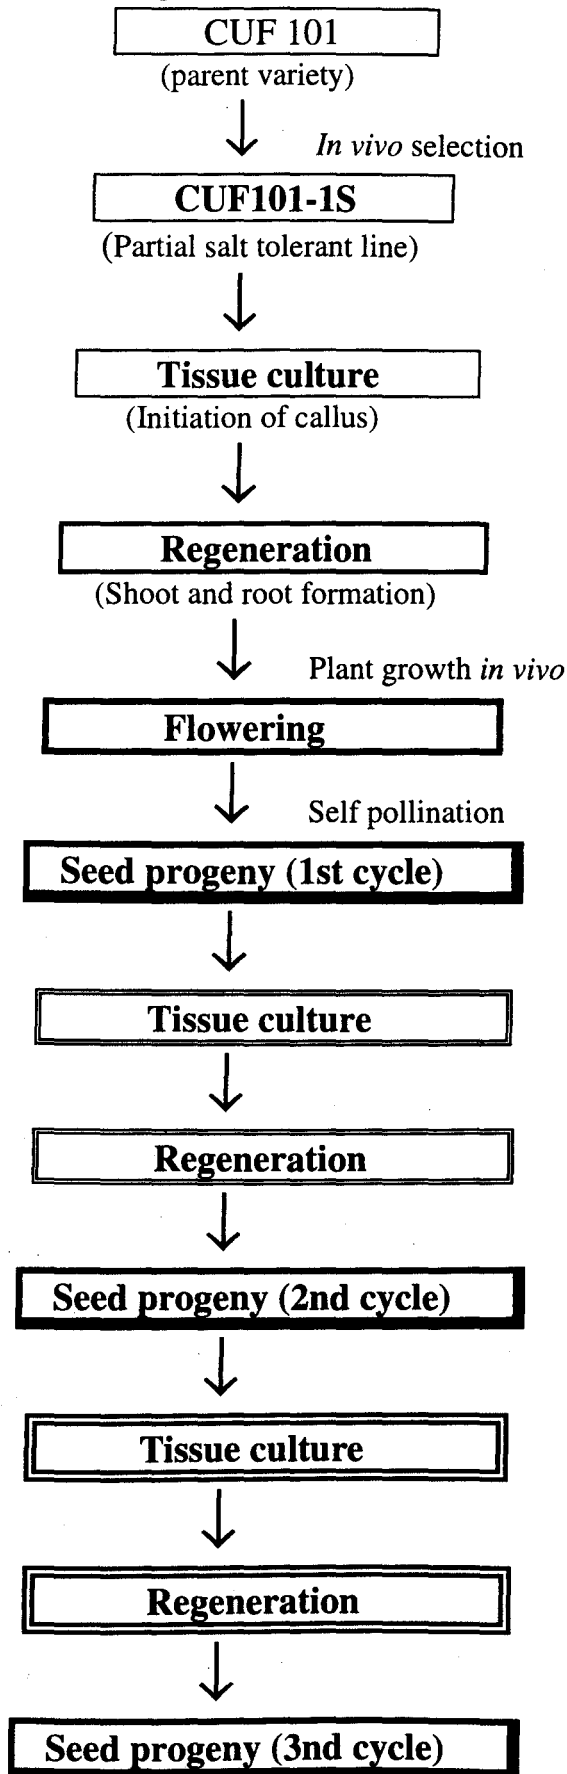 CUF 101
(parent variety)
In vivo selection
CUF101-1S
(Partial salt tolerant line)
Tissue culture
(Initiation of callus)
Regeneration
(Shoot and root formation)
Plant growth in vivo
Flowering
Self pollination
Seed progeny (1st cycle)
Tissue culture
Regeneration
Seed progeny (2nd cycle)
Tissue culture
Regeneration
Seed progeny (3nd cycle)